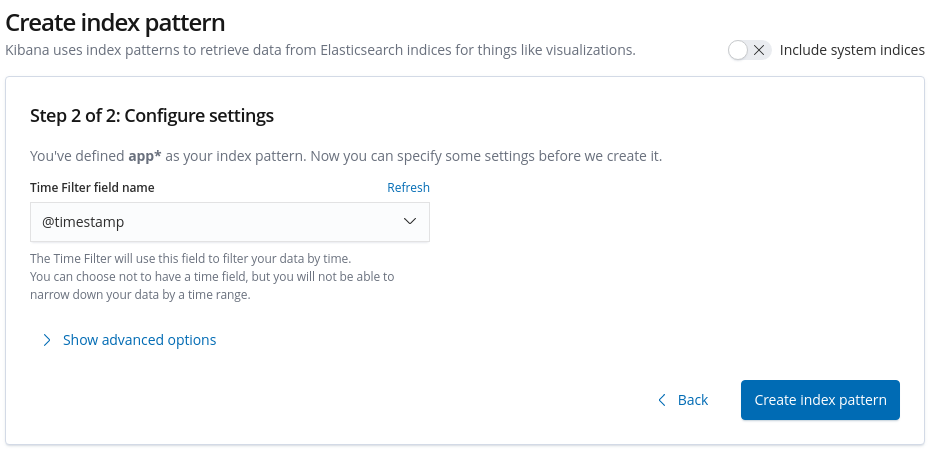 Create index pattern
Kibana uses index patterns to retrieve data from Elasticsearch indices for things like visualizations.
Include system indices
Step 2 of 2: Configure settings
You've defined app* as your index pattern. Now you can specify some settings before we create it.
Time Filter field name
Refresh
@timestamp
The Time Filter will use this field to filter your data by time.
You can choose not to have a time field, but you will not be able to
narrow down your data by a time range.
Show advanced options
Back
Create index pattern